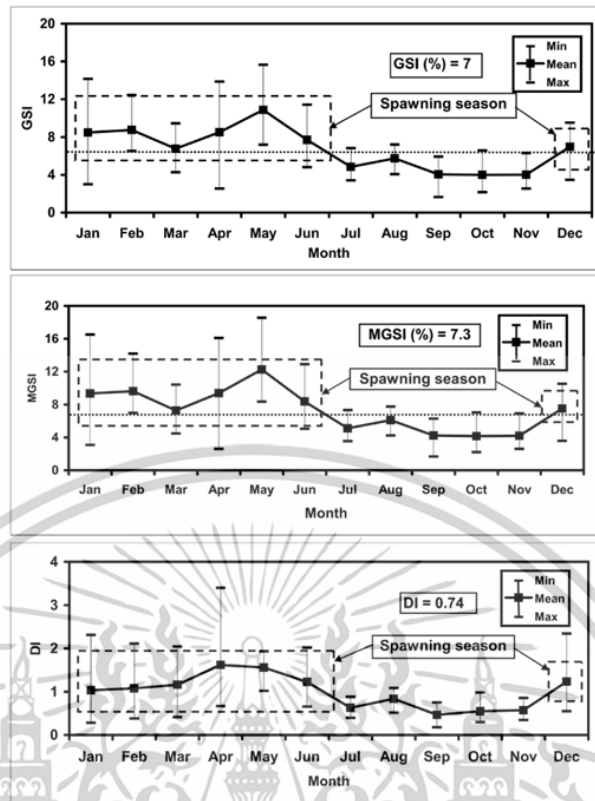 20
16
12
8
4
0
GSI
GSI (%) = 7
Min
Mean
Max
Spawning season
Jan Feb Mar Apr May Jun Jul Aug Sep Oct Nov Dec
Month
20
16
12
8
4
0
MGSI
MGSI (%) = 7.3
Min
Mean
Max
Spawning season
Jan Feb Mar Apr May Jun Jul Aug Sep Oct Nov Dec
Month
4
3
2
1
0
DI
DI = 0.74
Min
Mean
Max
Spawning season
Jan Feb Mar Apr May Jun Jul Aug Sep Oct Nov Dec
Month